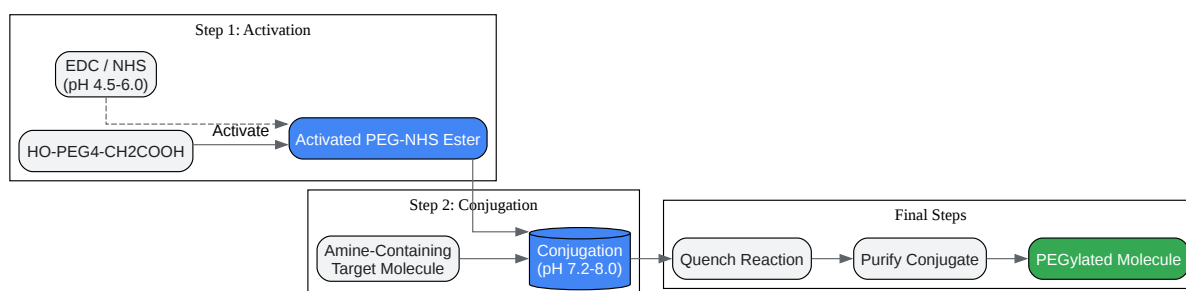 Step 1: Activation
EDC / NHS
(pH 4.5-6.0)
Activate
HO-PEG4-CH2COOH
Activated PEG-NHS Ester
Step 2: Conjugation
Amine-Containing
Target Molecule
Conjugation
(pH 7.2-8.0)
Final Steps
Quench Reaction
Purify Conjugate
PEGylated Molecule